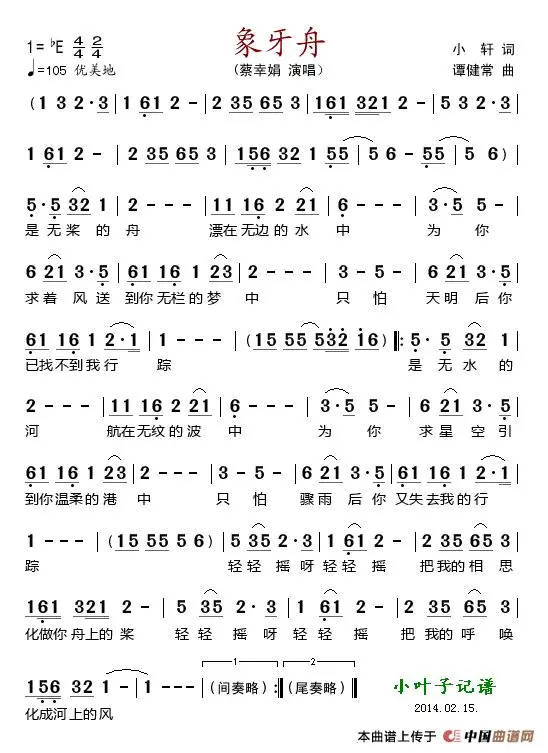 1=♭E 4/4 2/4 象牙舟 小 轩 词
♩=105 优美地 (蔡幸娟 演唱) 谭健常 曲
(1 3 2·3 | 1 61 2 - | 2 35 65 3 | 161 321 2 - | 5 35 2·3 |
1 61 2 - | 2 35 65 3 | 156 32 1 55 | 5 6 - 55 | 5 6)
5·5 32 1 | 2 - - - | 11 16 2 21 | 6 - - - | 3·5 5 - |
是无桨的舟 漂在无边的水中 为 你
6 21 3·5 | 61 16 1 23 | 2 - - - | 3 - 5 - | 6 21 3·5 |
求着 风送 到你无栏的梦 中 只 怕 天明后你
61 16 1 2·1 | 1 - - - | (15 55 5532 16) ‖: 5·5 32 1 |
已找不到我行 踪 是无水的
2 - - - | 11 16 2 21 | 6 - - - | 3·5 5 - | 6 21 3·5 |
河 航在无纹的波中 为 你 求星空引
61 16 1 23 | 2 - - - | 3 - 5 - | 6 21 3·5 | 61 16 1 2·1 |
到你温柔的港 中 只 怕 骤雨后你 又失去我的行
1 - - - | (15 55 5 6) | 5 35 2·3 | 1 61 2 - | 2 35 65 3 |
踪 轻轻 摇呀轻轻 摇 把我的 相思
161 321 2 - | 5 35 2·3 | 1 61 2 - | 2 35 65 3 |
化做你 舟上的 桨 轻轻 摇呀轻轻 摇 把 我的呼 唤
156 32 2 - 1 | 1 - - - | (间奏略) :‖ (尾奏略) ‖ 小叶子记谱
化成河上的风 2014.02.15.
本曲谱上传于 中国曲谱网